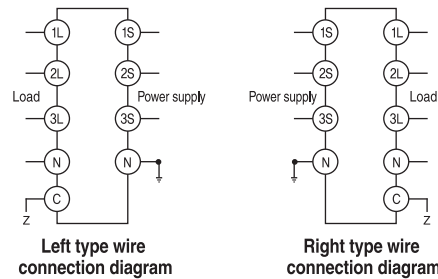 1L 1S 1S 1L
2L 2S 2S 2L
Load Power supply Power supply Load
3L 3S 3S 3L
N N N N
C C
Z Z
Left type wire Right type wire
connection diagram connection diagram